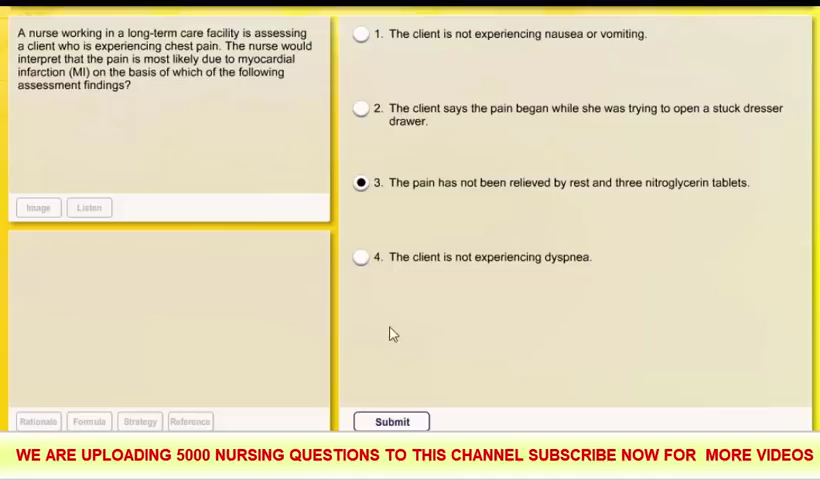 A nurse working in a long-term care facility is assessing
a client who is experiencing chest pain. The nurse would
interpret that the pain is most likely due to myocardial
infarction (MI) on the basis of which of the following
assessment findings?
Image
Listen
1. The client is not experiencing nausea or vomiting.
2. The client says the pain began while she was trying to open a stuck dresser
drawer.
3. The pain has not been relieved by rest and three nitroglycerin tablets.
4. The client is not experiencing dyspnea.
Rationale
Formula
Strategy
Reference
Submit
WE ARE UPLOADING 5000 NURSING QUESTIONS TO THIS CHANNEL SUBSCRIBE NOW FOR MORE VIDEOS